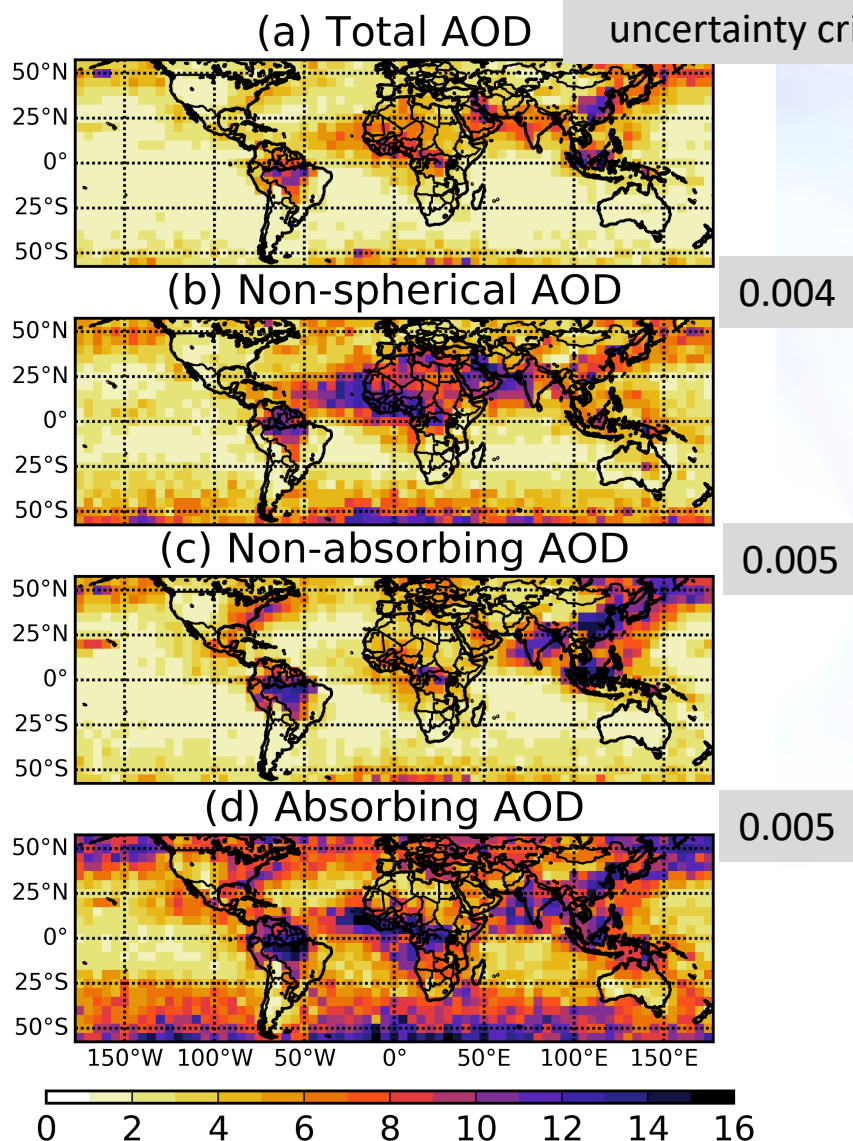 (a) Total AOD
uncertainty cri
50°N
25°N
0°
25°S
50°S
(b) Non-spherical AOD
0.004
50°N
25°N
0°
25°S
50°S
(c) Non-absorbing AOD
0.005
50°N
25°N
0°
25°S
50°S
(d) Absorbing AOD
0.005
50°N
25°N
0°
25°S
50°S
150°W 100°W 50°W 0° 50°E 100°E 150°E
0 2 4 6 8 10 12 14 16